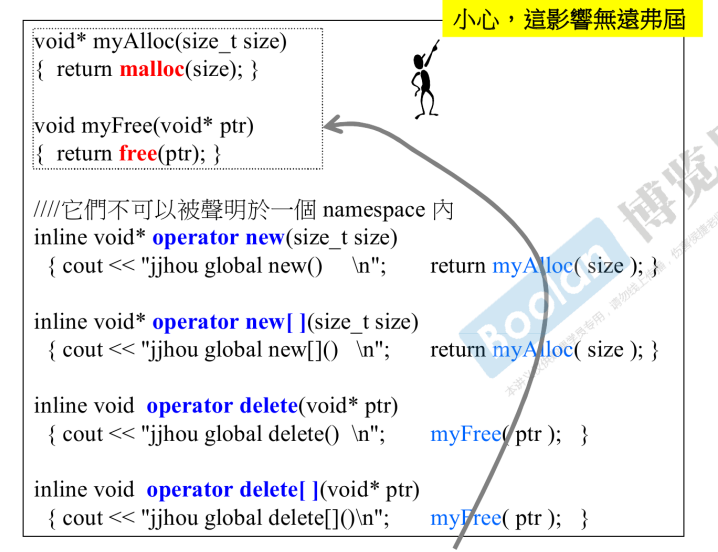 小心，這影響無遠弗屆
void* myAlloc(size_t size)
{ return malloc(size); }
void myFree(void* ptr)
{ return free(ptr); }
////它們不可以被聲明於一個 namespace 內
inline void* operator new(size_t size)
{ cout << "jjhou global new() \n"; return myAlloc( size ); }
inline void* operator new[ ](size_t size)
{ cout << "jjhou global new[]() \n"; return myAlloc( size ); }
inline void operator delete(void* ptr)
{ cout << "jjhou global delete() \n"; myFree( ptr ); }
inline void operator delete[ ](void* ptr)
{ cout << "jjhou global delete[]()\n"; myFree( ptr ); }
Boolan 博览